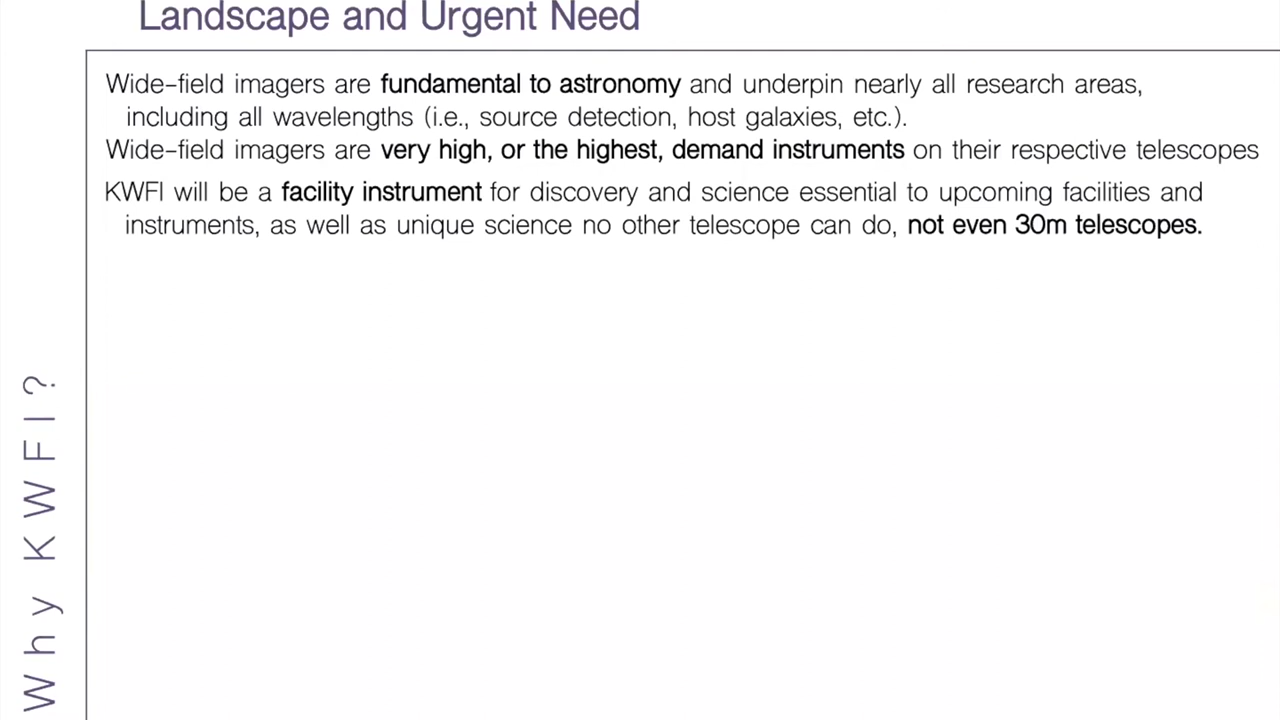 Landscape and Urgent Need
Wide-field imagers are fundamental to astronomy and underpin nearly all research areas,
including all wavelengths (i.e., source detection, host galaxies, etc.).
Wide-field imagers are very high, or the highest, demand instruments on their respective telescopes
KWFI will be a facility instrument for discovery and science essential to upcoming facilities and
instruments, as well as unique science no other telescope can do, not even 30m telescopes.
Why KWFI?